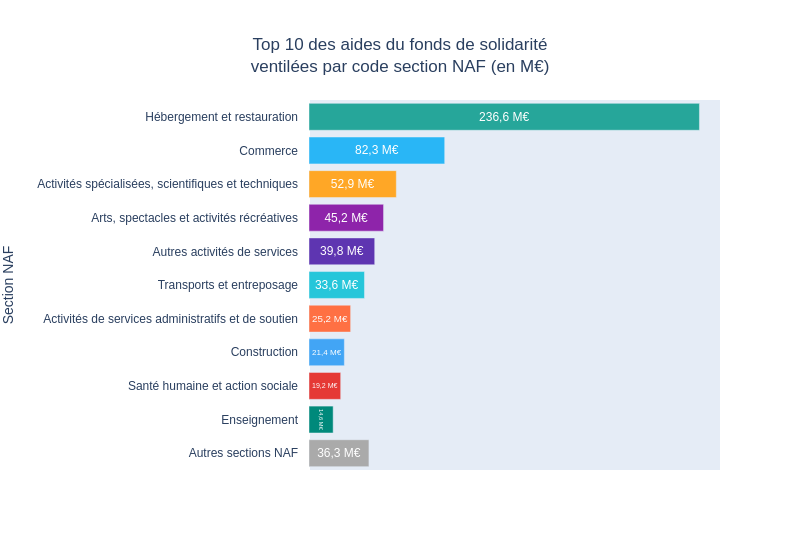 Top 10 des aides du fonds de solidarité
ventilées par code section NAF (en M€)
Section NAF
Hébergement et restauration 236,6 M€
Commerce 82,3 M€
Activités spécialisées, scientifiques et techniques 52,9 M€
Arts, spectacles et activités récréatives 45,2 M€
Autres activités de services 39,8 M€
Transports et entreposage 33,6 M€
Activités de services administratifs et de soutien 25,2 M€
Construction 21,4 M€
Santé humaine et action sociale 19,2 M€
Enseignement
Autres sections NAF 36,3 M€